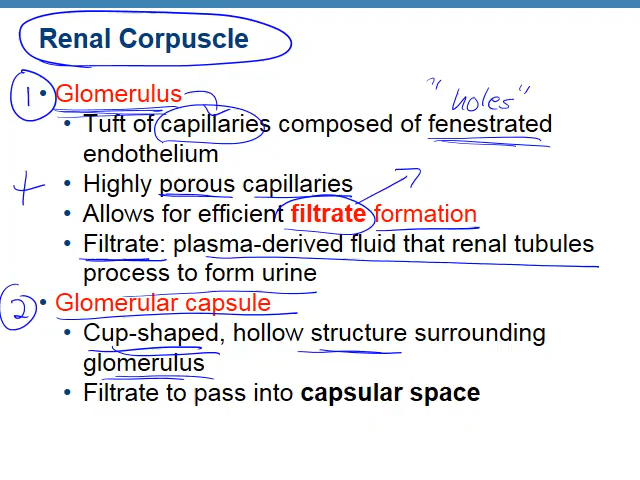 Renal Corpuscle
1 • Glomerulus
"holes"
• Tuft of capillaries composed of fenestrated
endothelium
+ • Highly porous capillaries
• Allows for efficient filtrate formation
• Filtrate: plasma-derived fluid that renal tubules
process to form urine
2 • Glomerular capsule
• Cup-shaped, hollow structure surrounding
glomerulus
• Filtrate to pass into capsular space